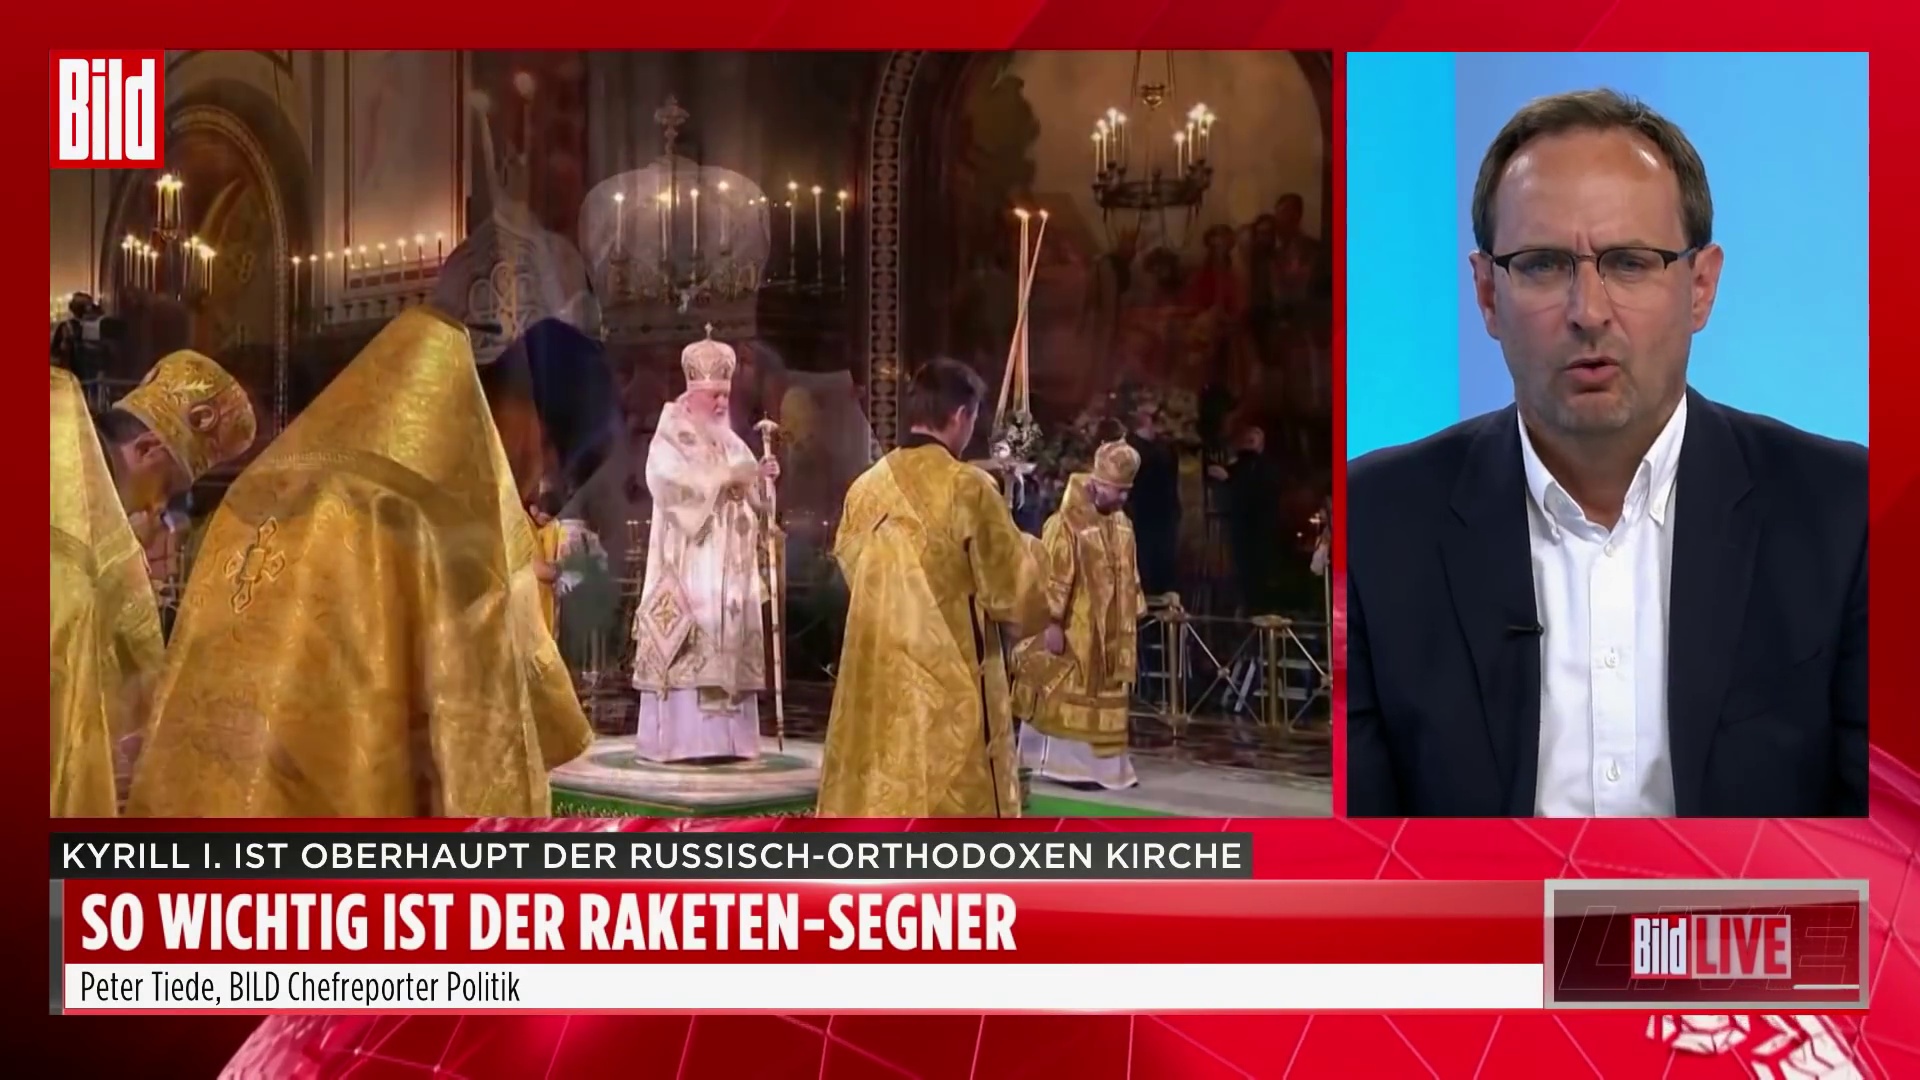 Bild
KYRILL I. IST OBERHAUPT DER RUSSISCH-ORTHODOXEN KIRCHE
SO WICHTIG IST DER RAKETEN-SEGNER
Peter Tiede, BILD Chefreporter Politik
Bild LIVE